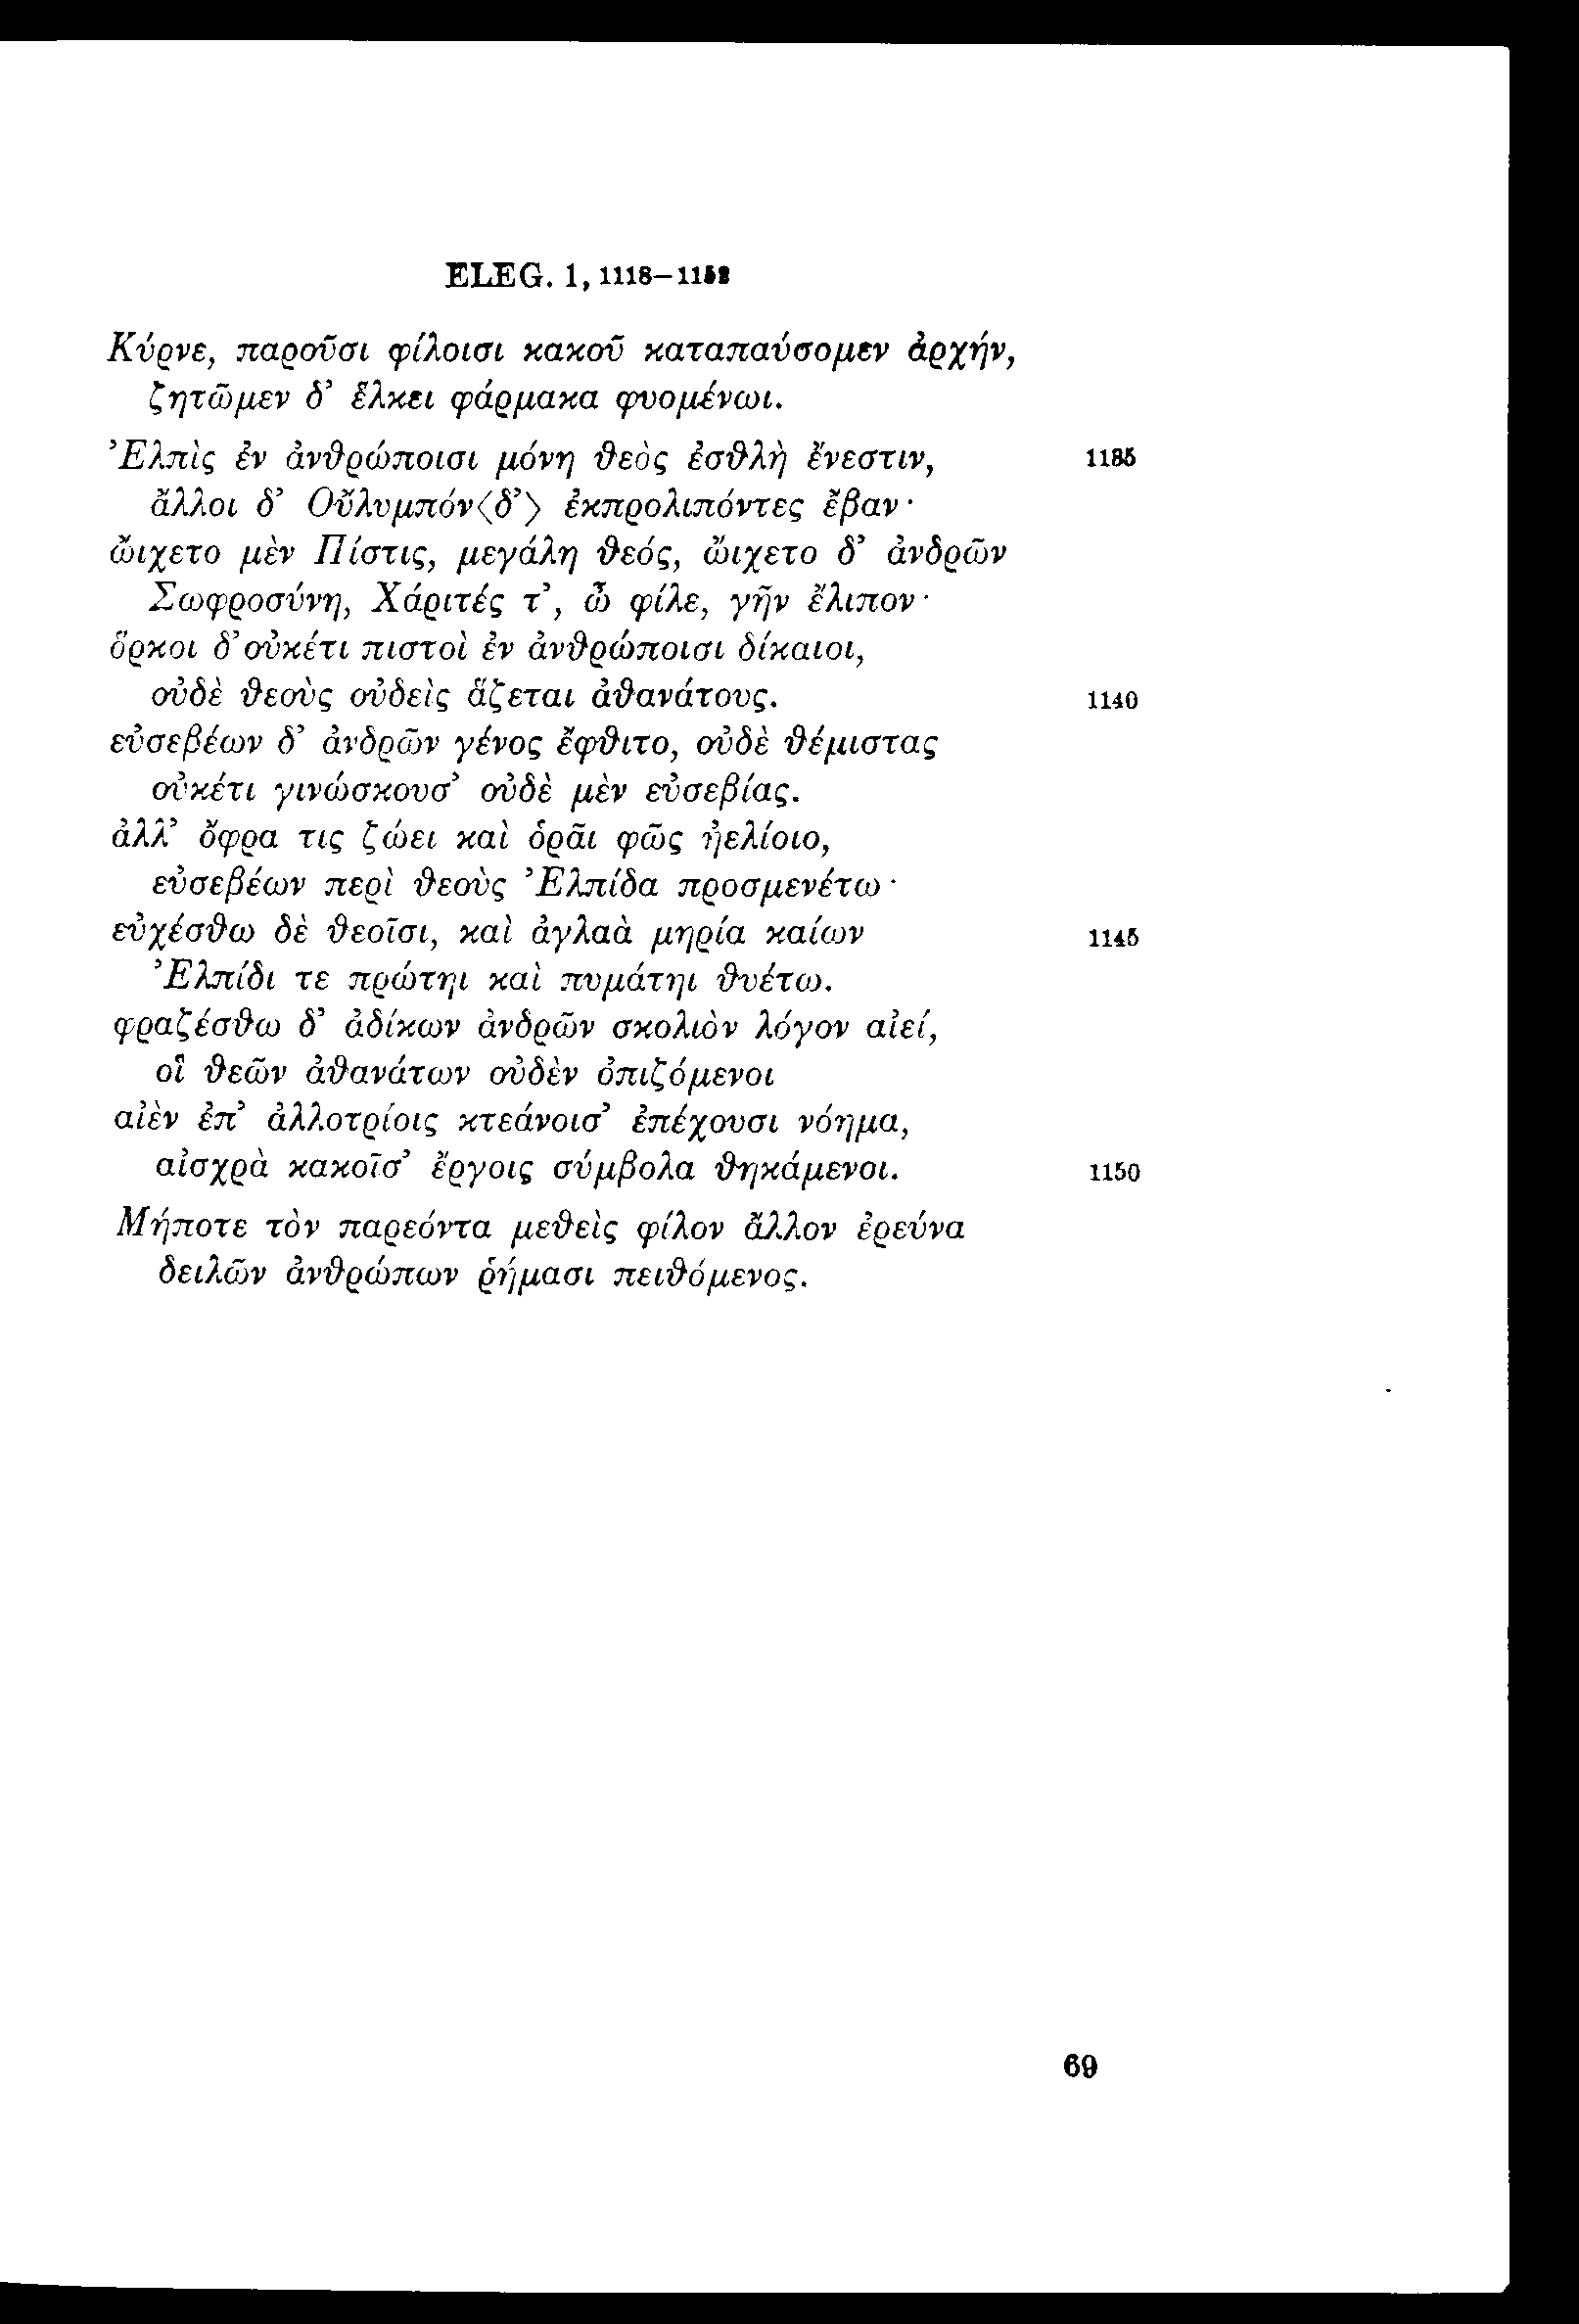 ELEG. 1, 1118–1152
Κύρνε, παροῦσι φίλοισι κακοῦ καταπαύσομεν ἀρχήν,
ζητῶμεν δ’ ἕλκει φάρμακα φυομένωι.
Ἐλπὶς ἐν ἀνθρώποισι μόνη θεὸς ἐσθλὴ ἔνεστιν, 1135
ἄλλοι δ’ Οὔλυμπόν⟨δ’⟩ ἐκπρολιπόντες ἔβαν·
ὤιχετο μὲν Πίστις, μεγάλη θεός, ὤιχετο δ’ ἀνδρῶν
Σωφροσύνη, Χάριτές τ’, ὦ φίλε, γῆν ἔλιπον·
ὅρκοι δ’ οὐκέτι πιστοὶ ἐν ἀνθρώποισι δίκαιοι,
οὐδὲ θεοὺς οὐδεὶς ἅζεται ἀθανάτους. 1140
εὐσεβέων δ’ ἀνδρῶν γένος ἔφθιτο, οὐδὲ θέμιστας
οὐκέτι γινώσκουσ’ οὐδὲ μὲν εὐσεβίας.
ἀλλ’ ὄφρα τις ζώει καὶ ὁρᾶι φῶς ἠελίοιο,
εὐσεβέων περὶ θεοὺς Ἐλπίδα προσμενέτω·
εὐχέσθω δὲ θεοῖσι, καὶ ἀγλαὰ μηρία καίων 1145
Ἐλπίδι τε πρώτηι καὶ πυμάτηι θυέτω.
φραζέσθω δ’ ἀδίκων ἀνδρῶν σκολιὸν λόγον αἰεί,
οἳ θεῶν ἀθανάτων οὐδὲν ὀπιζόμενοι
αἰὲν ἐπ’ ἀλλοτρίοις κτεάνοισ’ ἐπέχουσι νόημα,
αἰσχρὰ κακοῖσ’ ἔργοις σύμβολα θηκάμενοι. 1150
Μήποτε τὸν παρεόντα μεθεὶς φίλον ἄλλον ἐρεύνα
δειλῶν ἀνθρώπων ῥήμασι πειθόμενος.
69